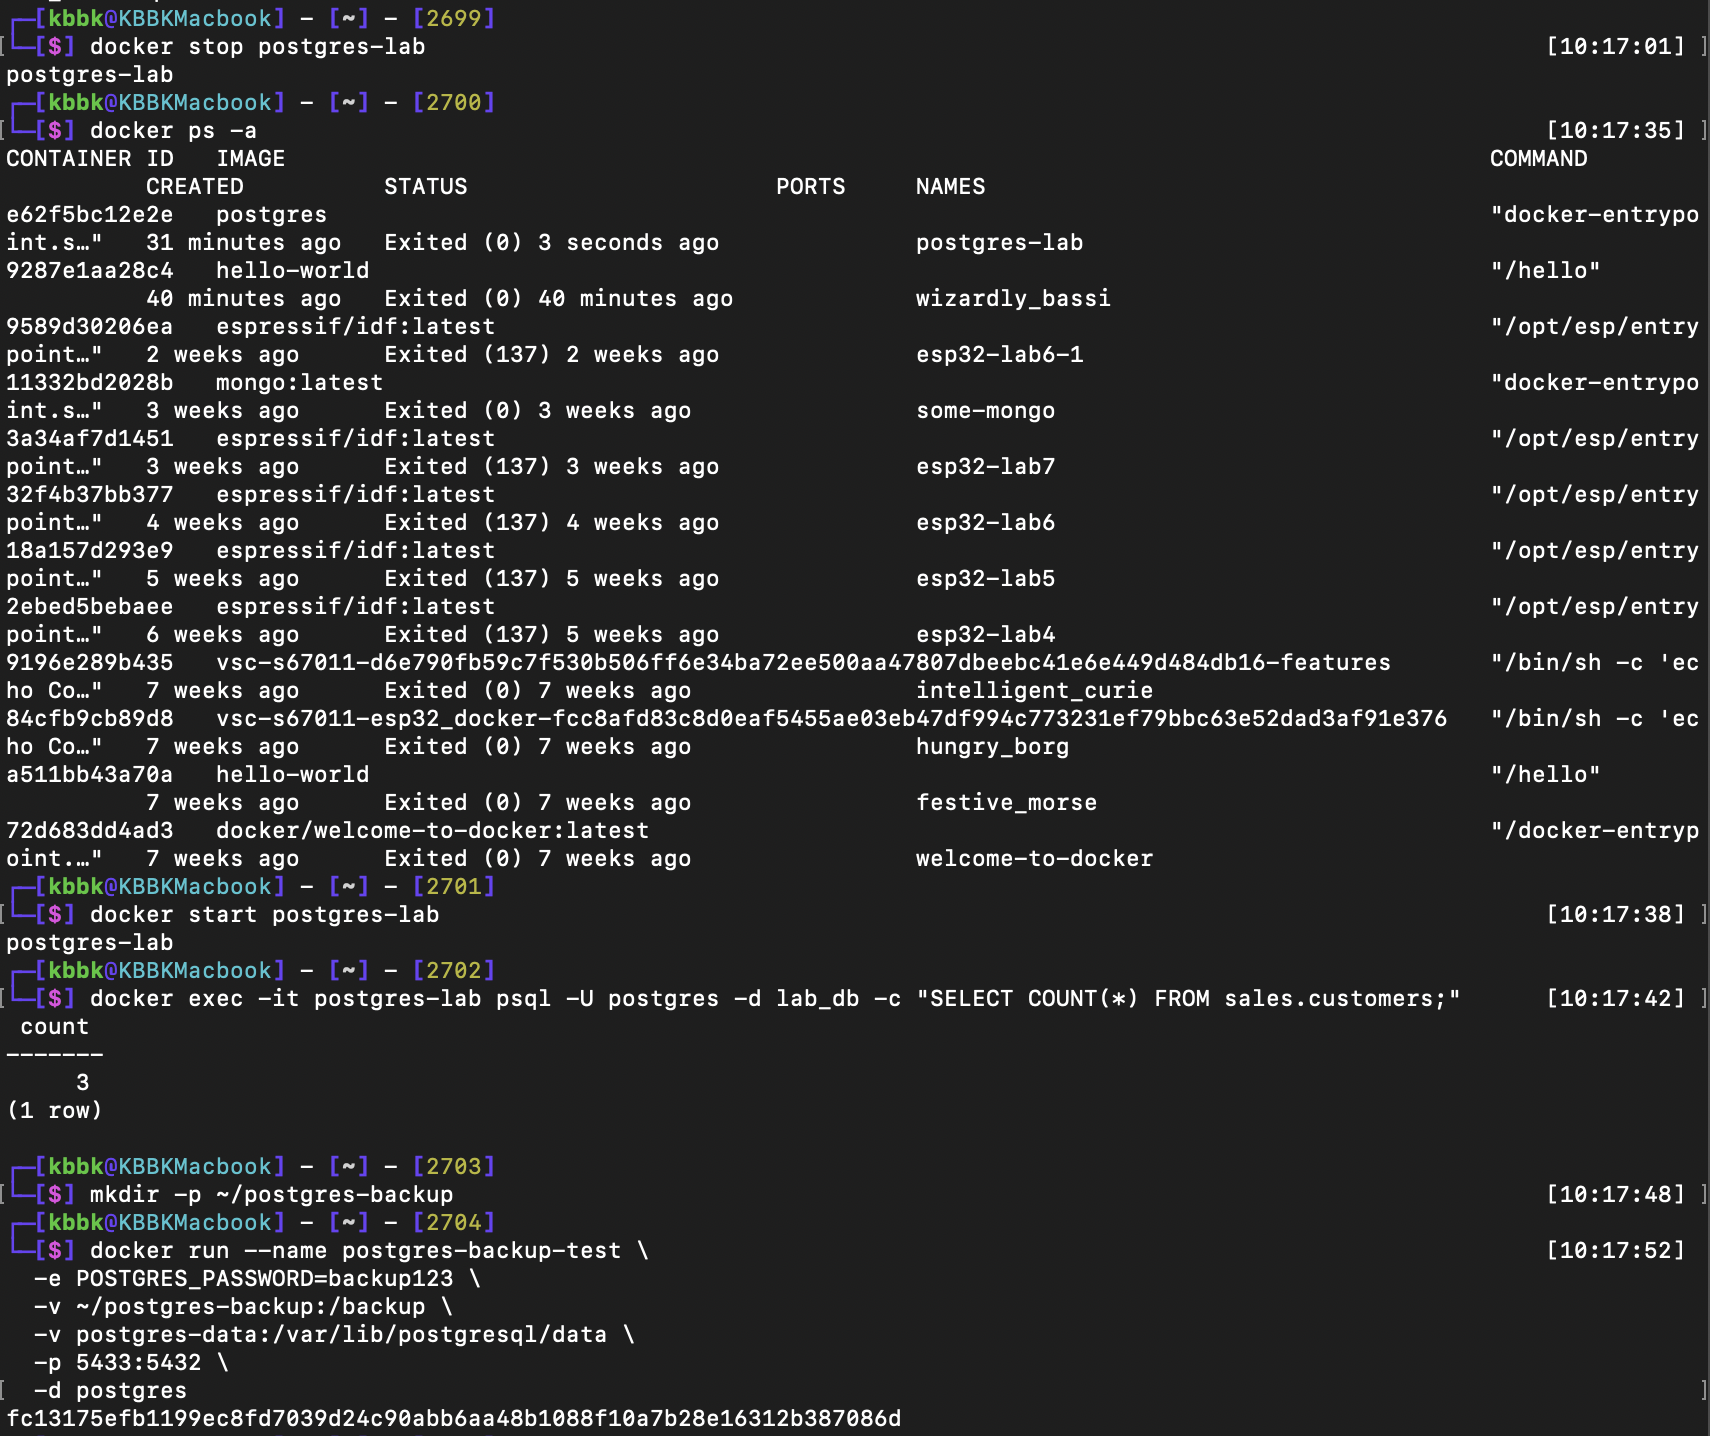 ┌─[kbbk@KBBKMacbook] - [~] - [2699]
└─[$] docker stop postgres-lab [10:17:01]
postgres-lab
┌─[kbbk@KBBKMacbook] - [~] - [2700]
└─[$] docker ps -a [10:17:35]
CONTAINER ID   IMAGE   COMMAND
CREATED   STATUS   PORTS   NAMES
e62f5bc12e2e   postgres   "docker-entrypo
int.s…"   31 minutes ago   Exited (0) 3 seconds ago   postgres-lab
9287e1aa28c4   hello-world   "/hello"
40 minutes ago   Exited (0) 40 minutes ago   wizardly_bassi
9589d30206ea   espressif/idf:latest   "/opt/esp/entry
point…"   2 weeks ago   Exited (137) 2 weeks ago   esp32-lab6-1
11332bd2028b   mongo:latest   "docker-entrypo
int.s…"   3 weeks ago   Exited (0) 3 weeks ago   some-mongo
3a34af7d1451   espressif/idf:latest   "/opt/esp/entry
point…"   3 weeks ago   Exited (137) 3 weeks ago   esp32-lab7
32f4b37bb377   espressif/idf:latest   "/opt/esp/entry
point…"   4 weeks ago   Exited (137) 4 weeks ago   esp32-lab6
18a157d293e9   espressif/idf:latest   "/opt/esp/entry
point…"   5 weeks ago   Exited (137) 5 weeks ago   esp32-lab5
2ebed5bebaee   espressif/idf:latest   "/opt/esp/entry
point…"   6 weeks ago   Exited (137) 5 weeks ago   esp32-lab4
9196e289b435   vsc-s67011-d6e790fb59c7f530b506ff6e34ba72ee500aa47807dbeebc41e6e449d484db16-features   "/bin/sh -c 'ec
ho Co…"   7 weeks ago   Exited (0) 7 weeks ago   intelligent_curie
84cfb9cb89d8   vsc-s67011-esp32_docker-fcc8afd83c8d0eaf5455ae03eb47df994c773231ef79bbc63e52dad3af91e376   "/bin/sh -c 'ec
ho Co…"   7 weeks ago   Exited (0) 7 weeks ago   hungry_borg
a511bb43a70a   hello-world   "/hello"
7 weeks ago   Exited (0) 7 weeks ago   festive_morse
72d683dd4ad3   docker/welcome-to-docker:latest   "/docker-entryp
oint.…"   7 weeks ago   Exited (0) 7 weeks ago   welcome-to-docker
┌─[kbbk@KBBKMacbook] - [~] - [2701]
└─[$] docker start postgres-lab [10:17:38]
postgres-lab
┌─[kbbk@KBBKMacbook] - [~] - [2702]
└─[$] docker exec -it postgres-lab psql -U postgres -d lab_db -c "SELECT COUNT(*) FROM sales.customers;" [10:17:42]
count
-------
3
(1 row)
┌─[kbbk@KBBKMacbook] - [~] - [2703]
└─[$] mkdir -p ~/postgres-backup [10:17:48]
┌─[kbbk@KBBKMacbook] - [~] - [2704]
└─[$] docker run --name postgres-backup-test \ [10:17:52]
-e POSTGRES_PASSWORD=backup123 \
-v ~/postgres-backup:/backup \
-v postgres-data:/var/lib/postgresql/data \
-p 5433:5432 \
-d postgres
fc13175efb1199ec8fd7039d24c90abb6aa48b1088f10a7b28e16312b387086d